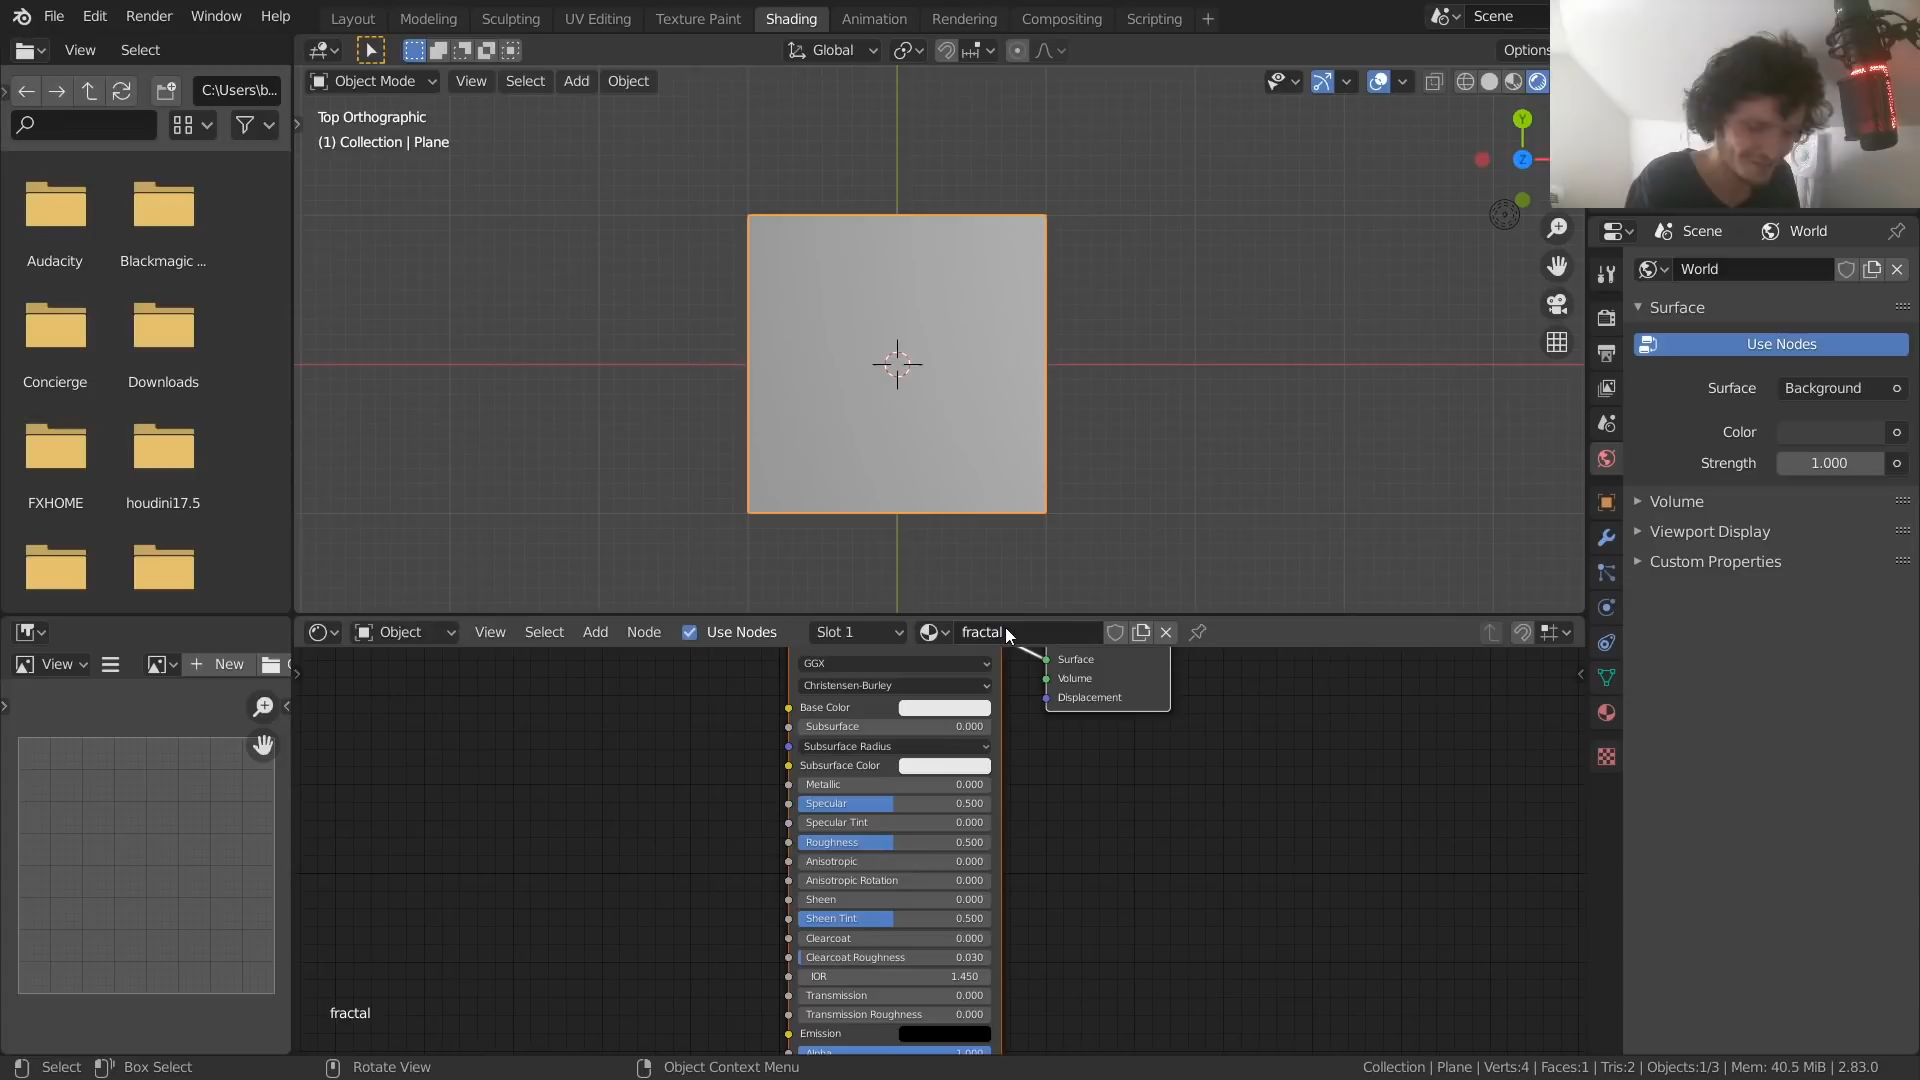 File Edit Render Window Help
Layout Modeling Sculpting UV Editing Texture Paint Shading Animation Rendering Compositing Scripting
Scene
View Select
Global
Options
C:\Users\b...
Object Mode View Select Add Object
Top Orthographic
(1) Collection | Plane
Y
Z
Audacity Blackmagic ...
Concierge Downloads
FXHOME houdini17.5
Scene World
World
Surface
Use Nodes
Surface Background
Color
Strength 1.000
Volume
Viewport Display
Custom Properties
Object View Select Add Node Use Nodes Slot 1 fractal
View New
GGX
Christensen-Burley
Base Color
Subsurface 0.000
Subsurface Radius
Subsurface Color
Metallic 0.000
Specular 0.500
Specular Tint 0.000
Roughness 0.500
Anisotropic 0.000
Anisotropic Rotation 0.000
Sheen 0.000
Sheen Tint 0.500
Clearcoat 0.000
Clearcoat Roughness 0.030
IOR 1.450
Transmission 0.000
Transmission Roughness 0.000
Emission
Alpha 1.000
Surface
Volume
Displacement
fractal
Select Box Select Rotate View Object Context Menu
Collection | Plane | Verts:4 | Faces:1 | Tris:2 | Objects:1/3 | Mem: 40.5 MiB | 2.83.0